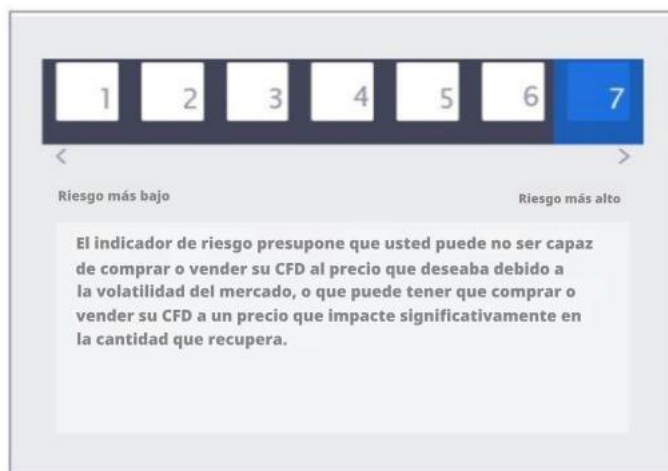 1 2 3 4 5 6 7
< >
Riesgo más bajo Riesgo más alto
El indicador de riesgo presupone que usted puede no ser capaz
de comprar o vender su CFD al precio que deseaba debido a
la volatilidad del mercado, o que puede tener que comprar o
vender su CFD a un precio que impacte significativamente en
la cantidad que recupera.